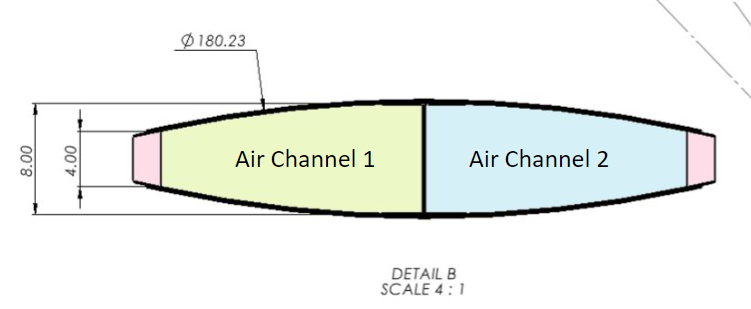 Ø180.23
8.00
4.00
Air Channel 1
Air Channel 2
DETAIL B
SCALE 4 : 1